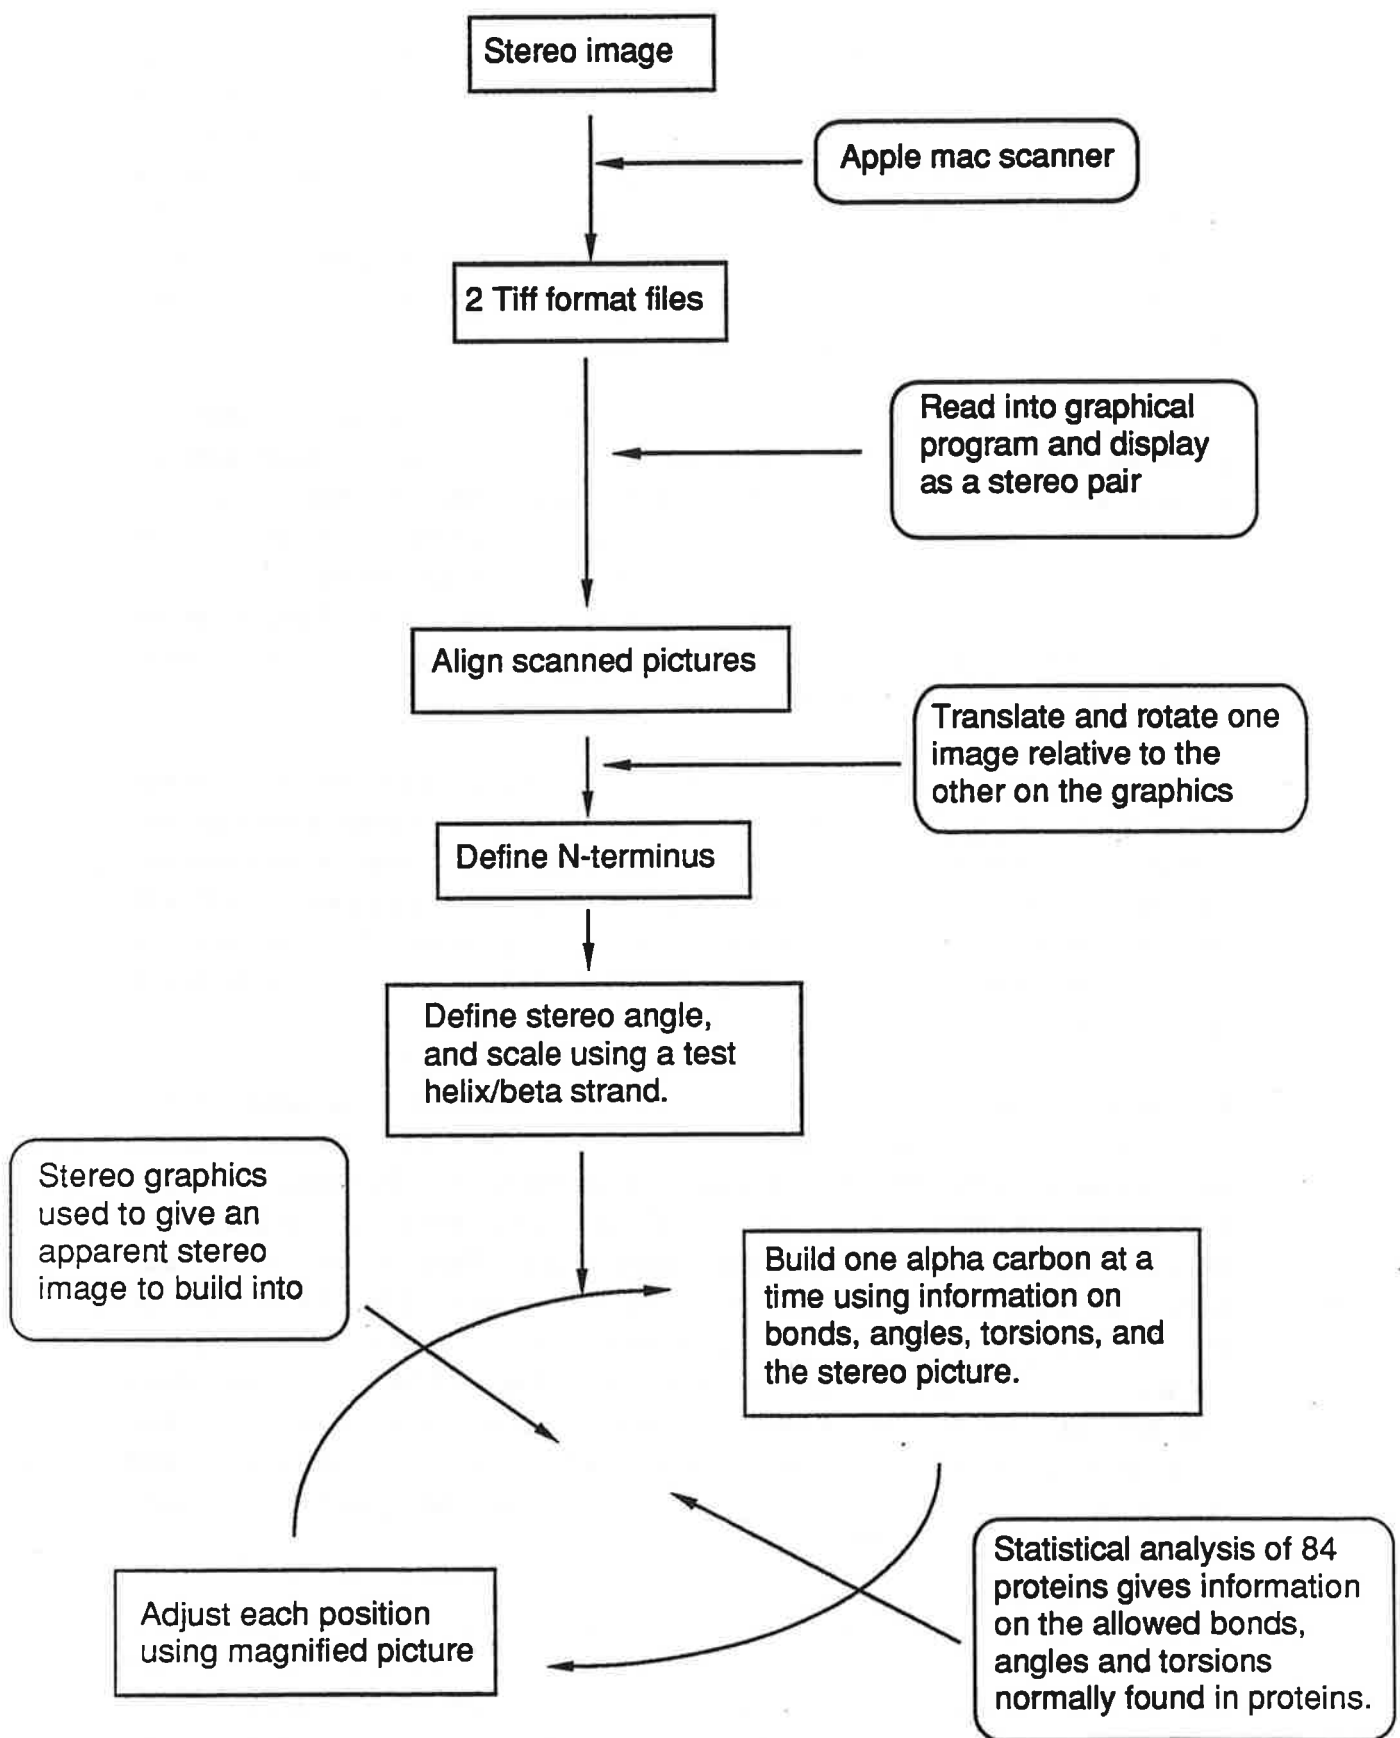 Stereo image
Apple mac scanner
2 Tiff format files
Read into graphical
program and display
as a stereo pair
Align scanned pictures
Translate and rotate one
image relative to the
other on the graphics
Define N-terminus
Define stereo angle,
and scale using a test
helix/beta strand.
Stereo graphics
used to give an
apparent stereo
image to build into
Build one alpha carbon at a
time using information on
bonds, angles, torsions, and
the stereo picture.
Adjust each position
using magnified picture
Statistical analysis of 84
proteins gives information
on the allowed bonds,
angles and torsions
normally found in proteins.